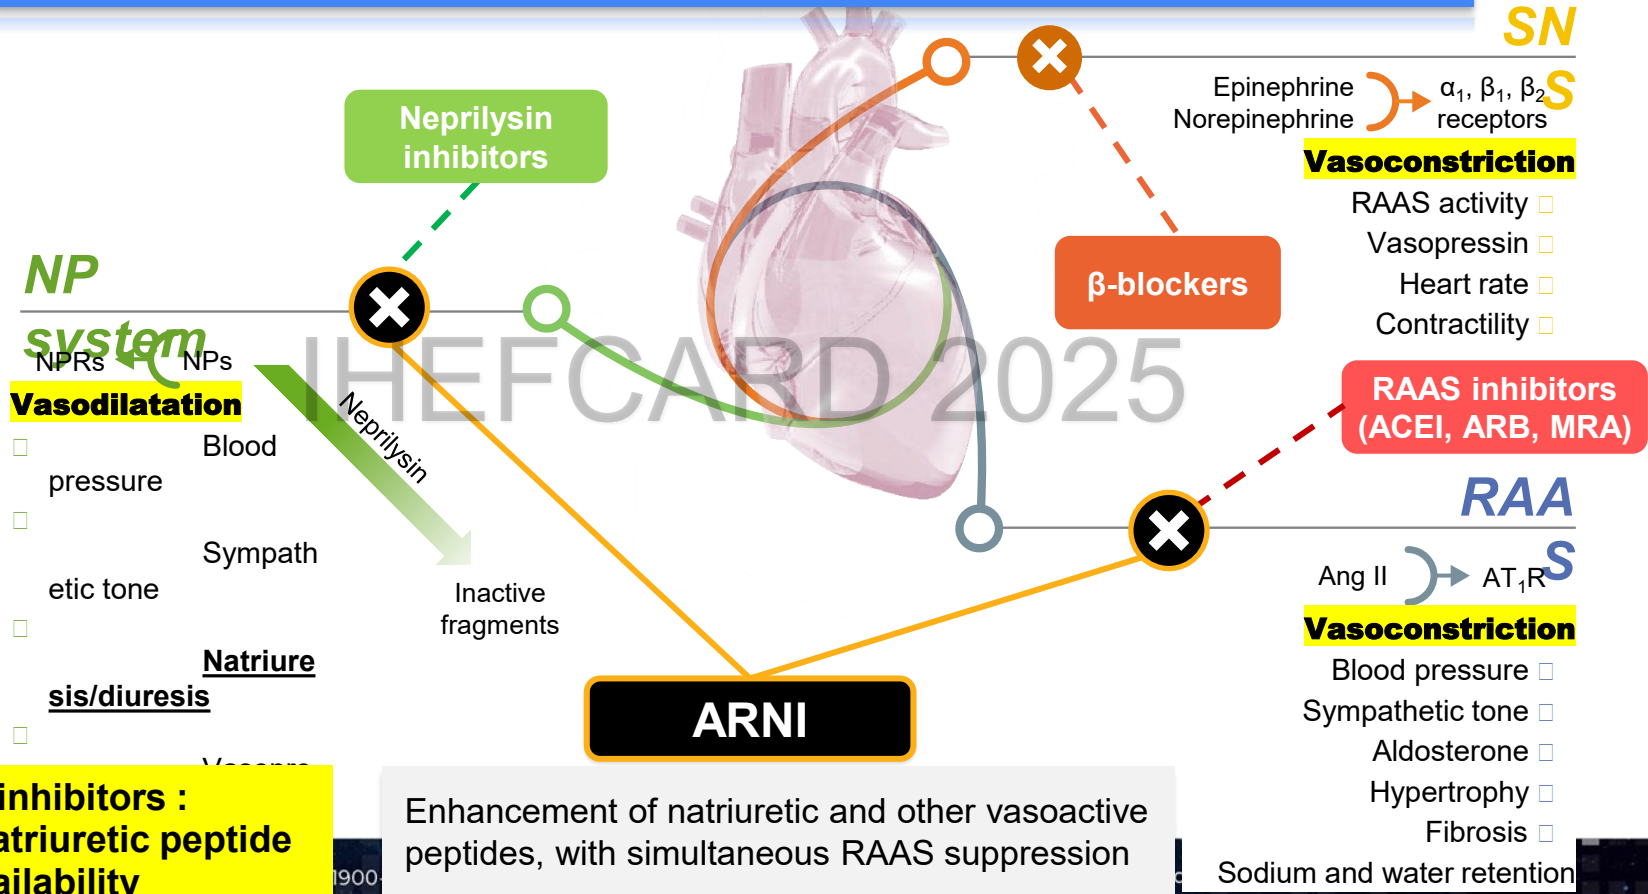 SN
S
Epinephrine
Norepinephrine
α1, β1, β2
receptors
Vasoconstriction
RAAS activity
Vasopressin
Heart rate
Contractility
Neprilysin
inhibitors
β-blockers
NP
system
NPRs
NPs
Vasodilatation
Blood
pressure
Sympath
etic tone
Natriure
sis/diuresis
Neprilysin
Inactive
fragments
IHEFCARD 2025
RAAS inhibitors
(ACEI, ARB, MRA)
RAA
S
Ang II
AT1R
Vasoconstriction
Blood pressure
Sympathetic tone
Aldosterone
Hypertrophy
Fibrosis
Sodium and water retention
ARNI
Enhancement of natriuretic and other vasoactive
peptides, with simultaneous RAAS suppression
inhibitors :
atriuretic peptide
ailability
1900-